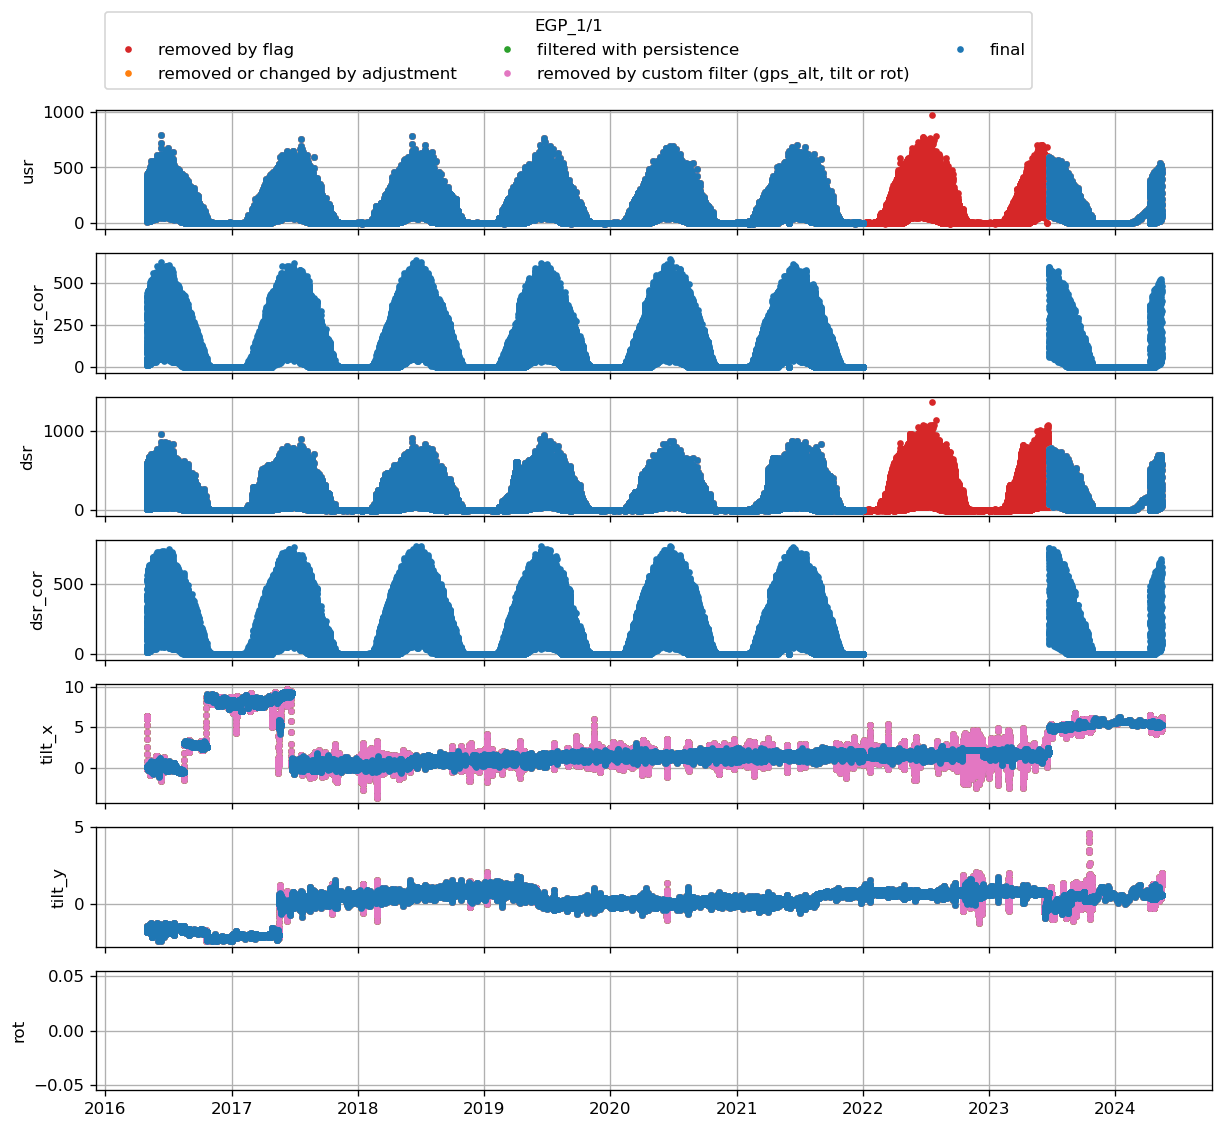 EGP_1/1
removed by flag
filtered with persistence
final
removed or changed by adjustment
removed by custom filter (gps_alt, tilt or rot)
1000
500
0
usr
500
250
0
usr_cor
1000
0
dsr
500
0
dsr_cor
10
5
0
tilt_x
5
0
tilt_y
0.05
0.00
−0.05
rot
2016
2017
2018
2019
2020
2021
2022
2023
2024